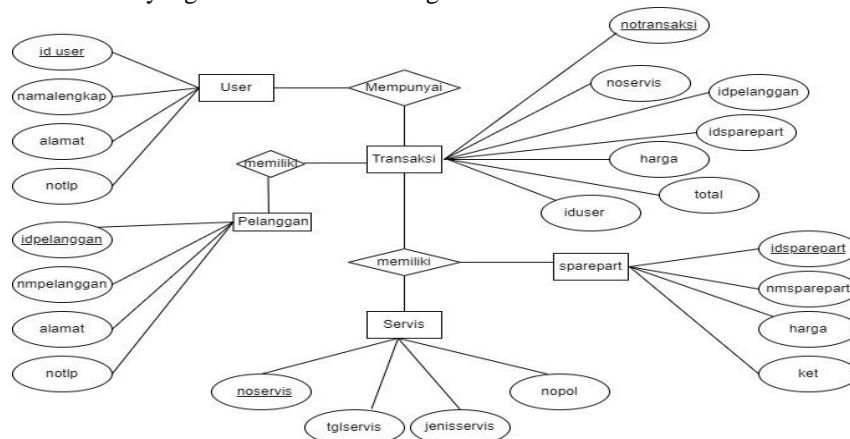 id user
namalengkap
alamat
notlp
User
Mempunyai
notransaksi
noservis
idpelanggan
idsparepart
harga
total
iduser
Transaksi
memiliki
Pelanggan
idpelanggan
nmpelanggan
alamat
notlp
memiliki
sparepart
idsparepart
nmsparepart
harga
ket
Servis
noservis
tglservis
jenisservis
nopol